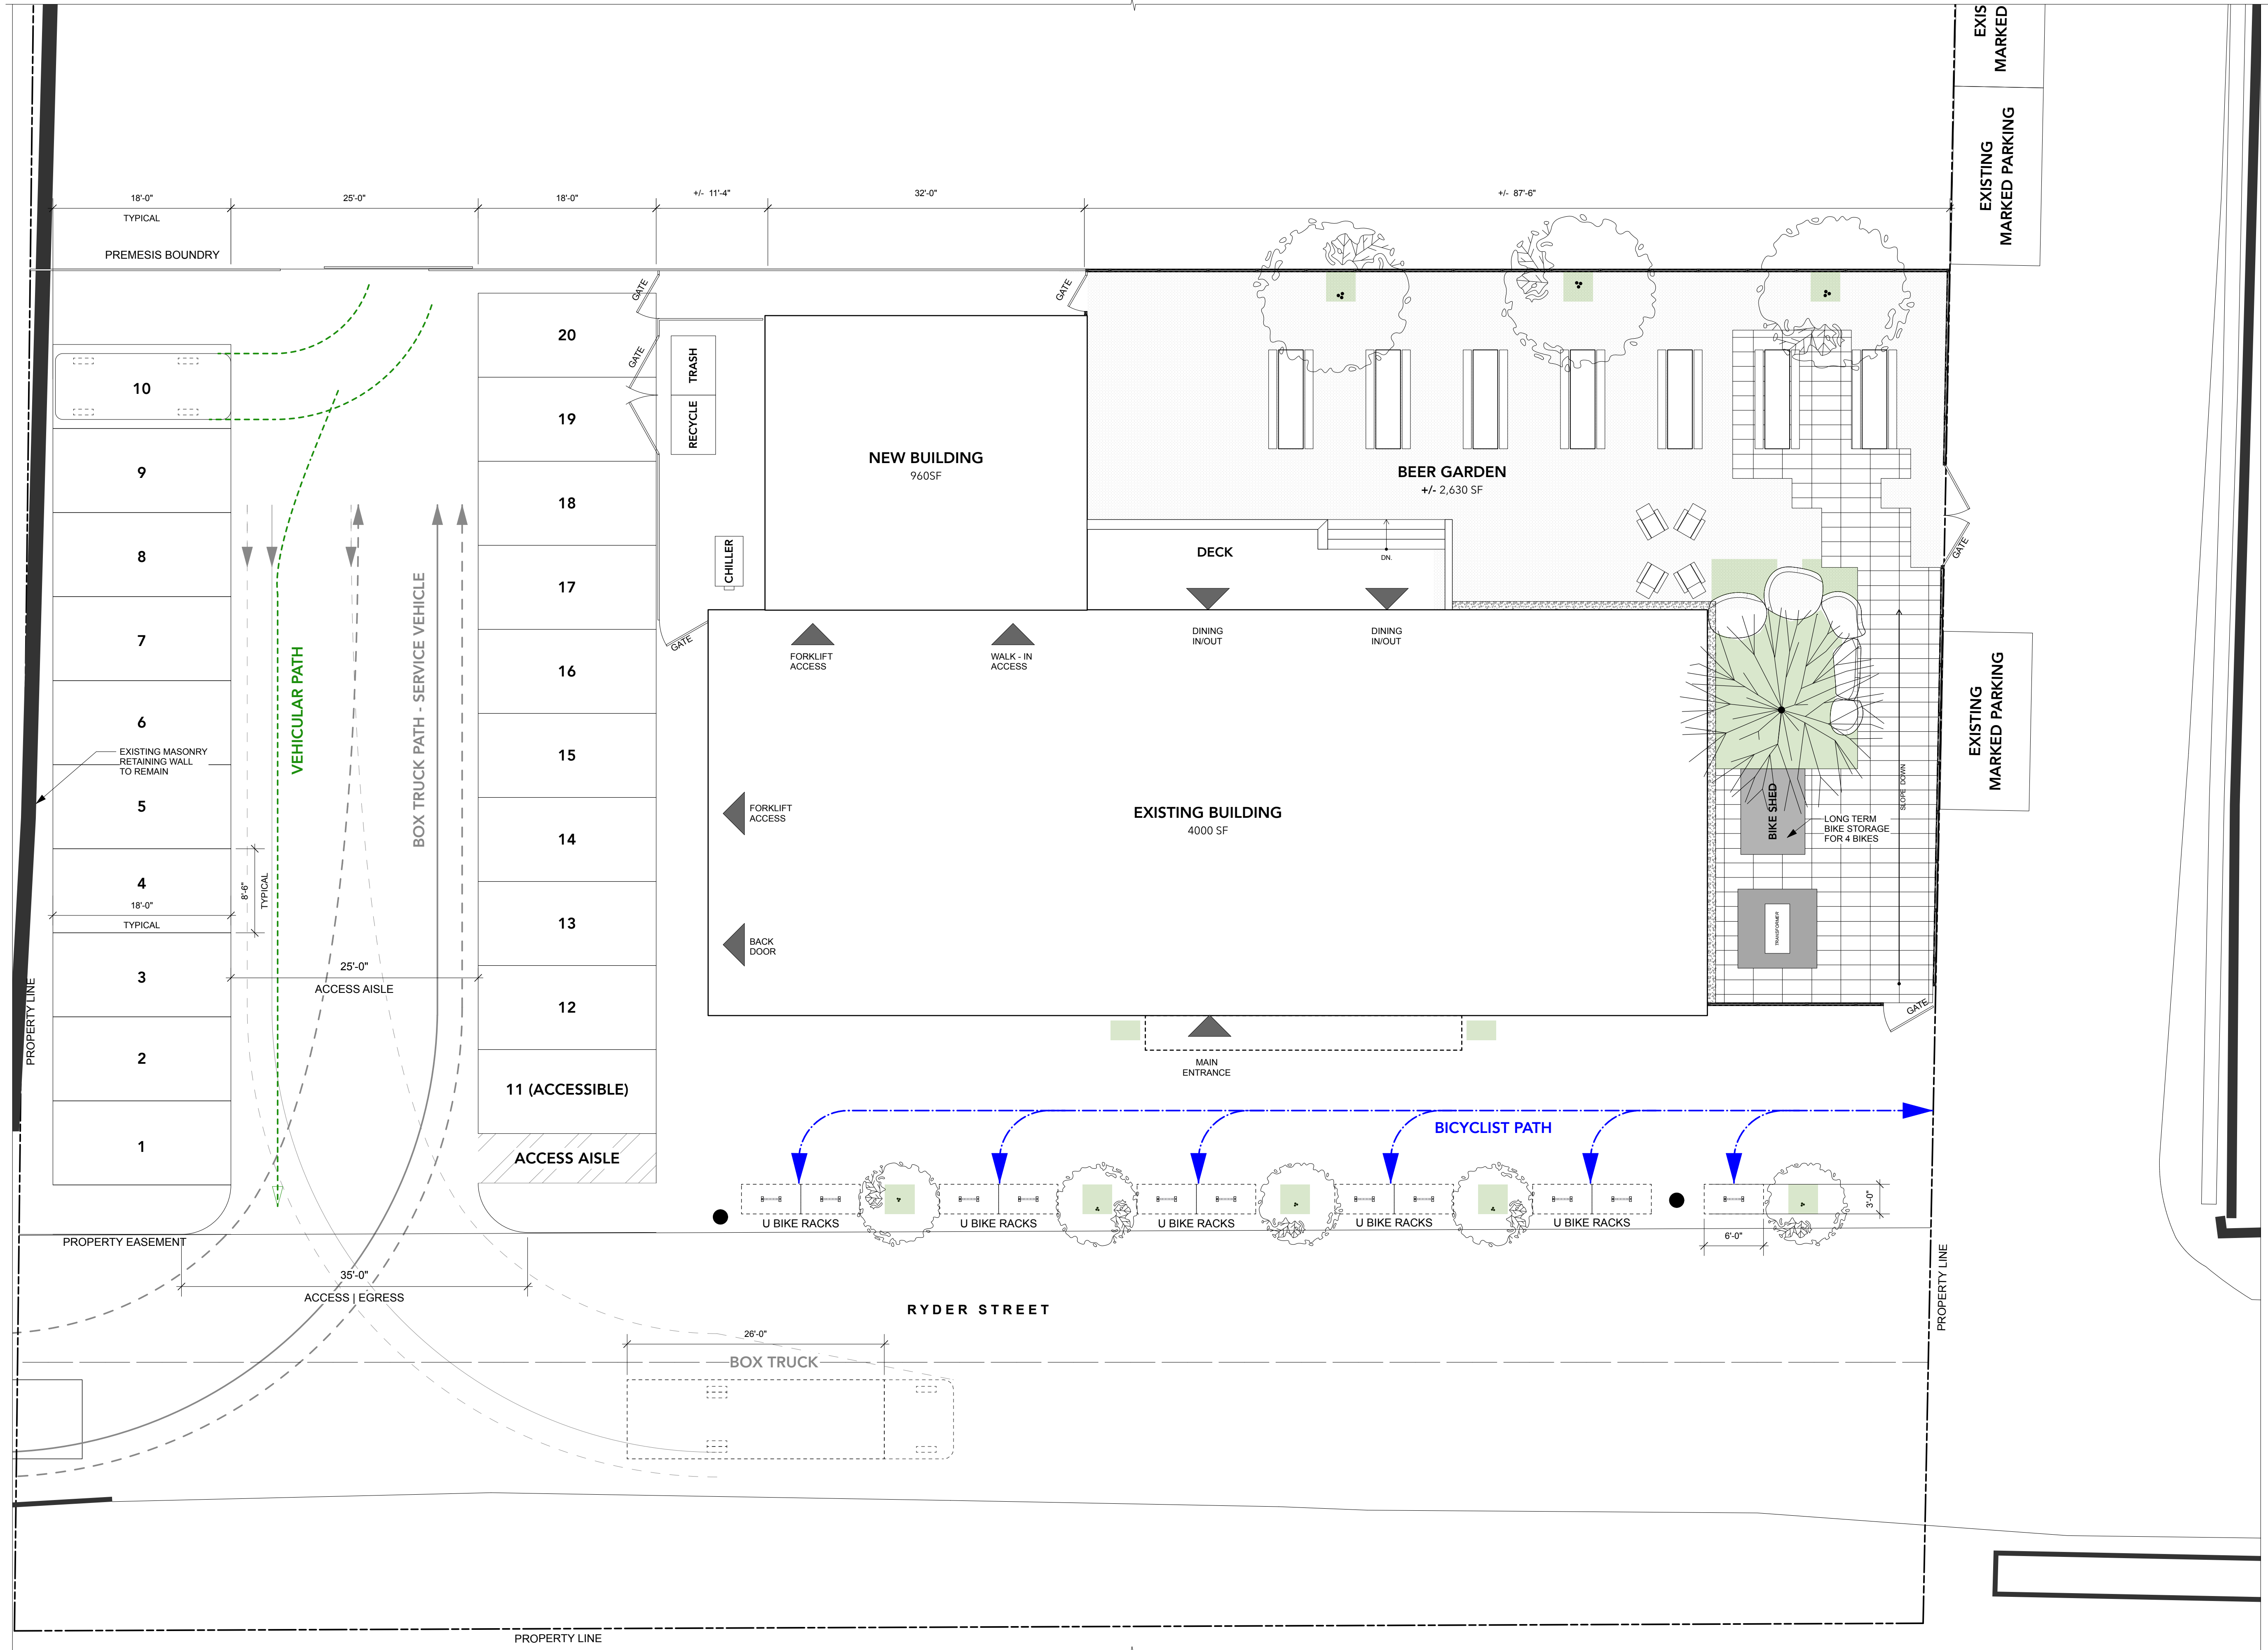 EXIS
MARKED
EXISTING
MARKED PARKING
18'-0"
TYPICAL
25'-0"
18'-0"
+/- 11'-4"
32'-0"
+/- 87'-6"
PREMESIS BOUNDRY
GATE
GATE
GATE
TRASH
RECYCLE
CHILLER
GATE
20
19
18
17
16
15
14
13
12
11 (ACCESSIBLE)
ACCESS AISLE
10
9
8
7
6
5
4
18'-0"
TYPICAL
3
2
1
EXISTING MASONRY
RETAINING WALL
TO REMAIN
8'-6"
TYPICAL
VEHICULAR PATH
BOX TRUCK PATH - SERVICE VEHICLE
25'-0"
ACCESS AISLE
PROPERTY LINE
NEW BUILDING
960SF
BEER GARDEN
+/- 2,630 SF
DECK
DN.
GATE
FORKLIFT
ACCESS
WALK - IN
ACCESS
DINING
IN/OUT
DINING
IN/OUT
FORKLIFT
ACCESS
BACK
DOOR
EXISTING BUILDING
4000 SF
EXISTING
MARKED PARKING
SLOPE DOWN
BIKE SHED
LONG TERM
BIKE STORAGE
FOR 4 BIKES
TRANSFORMER
GATE
MAIN
ENTRANCE
BICYCLIST PATH
U BIKE RACKS
U BIKE RACKS
U BIKE RACKS
U BIKE RACKS
U BIKE RACKS
3'-0"
6'-0"
PROPERTY EASEMENT
35'-0"
ACCESS | EGRESS
RYDER STREET
26'-0"
BOX TRUCK
PROPERTY LINE
PROPERTY LINE